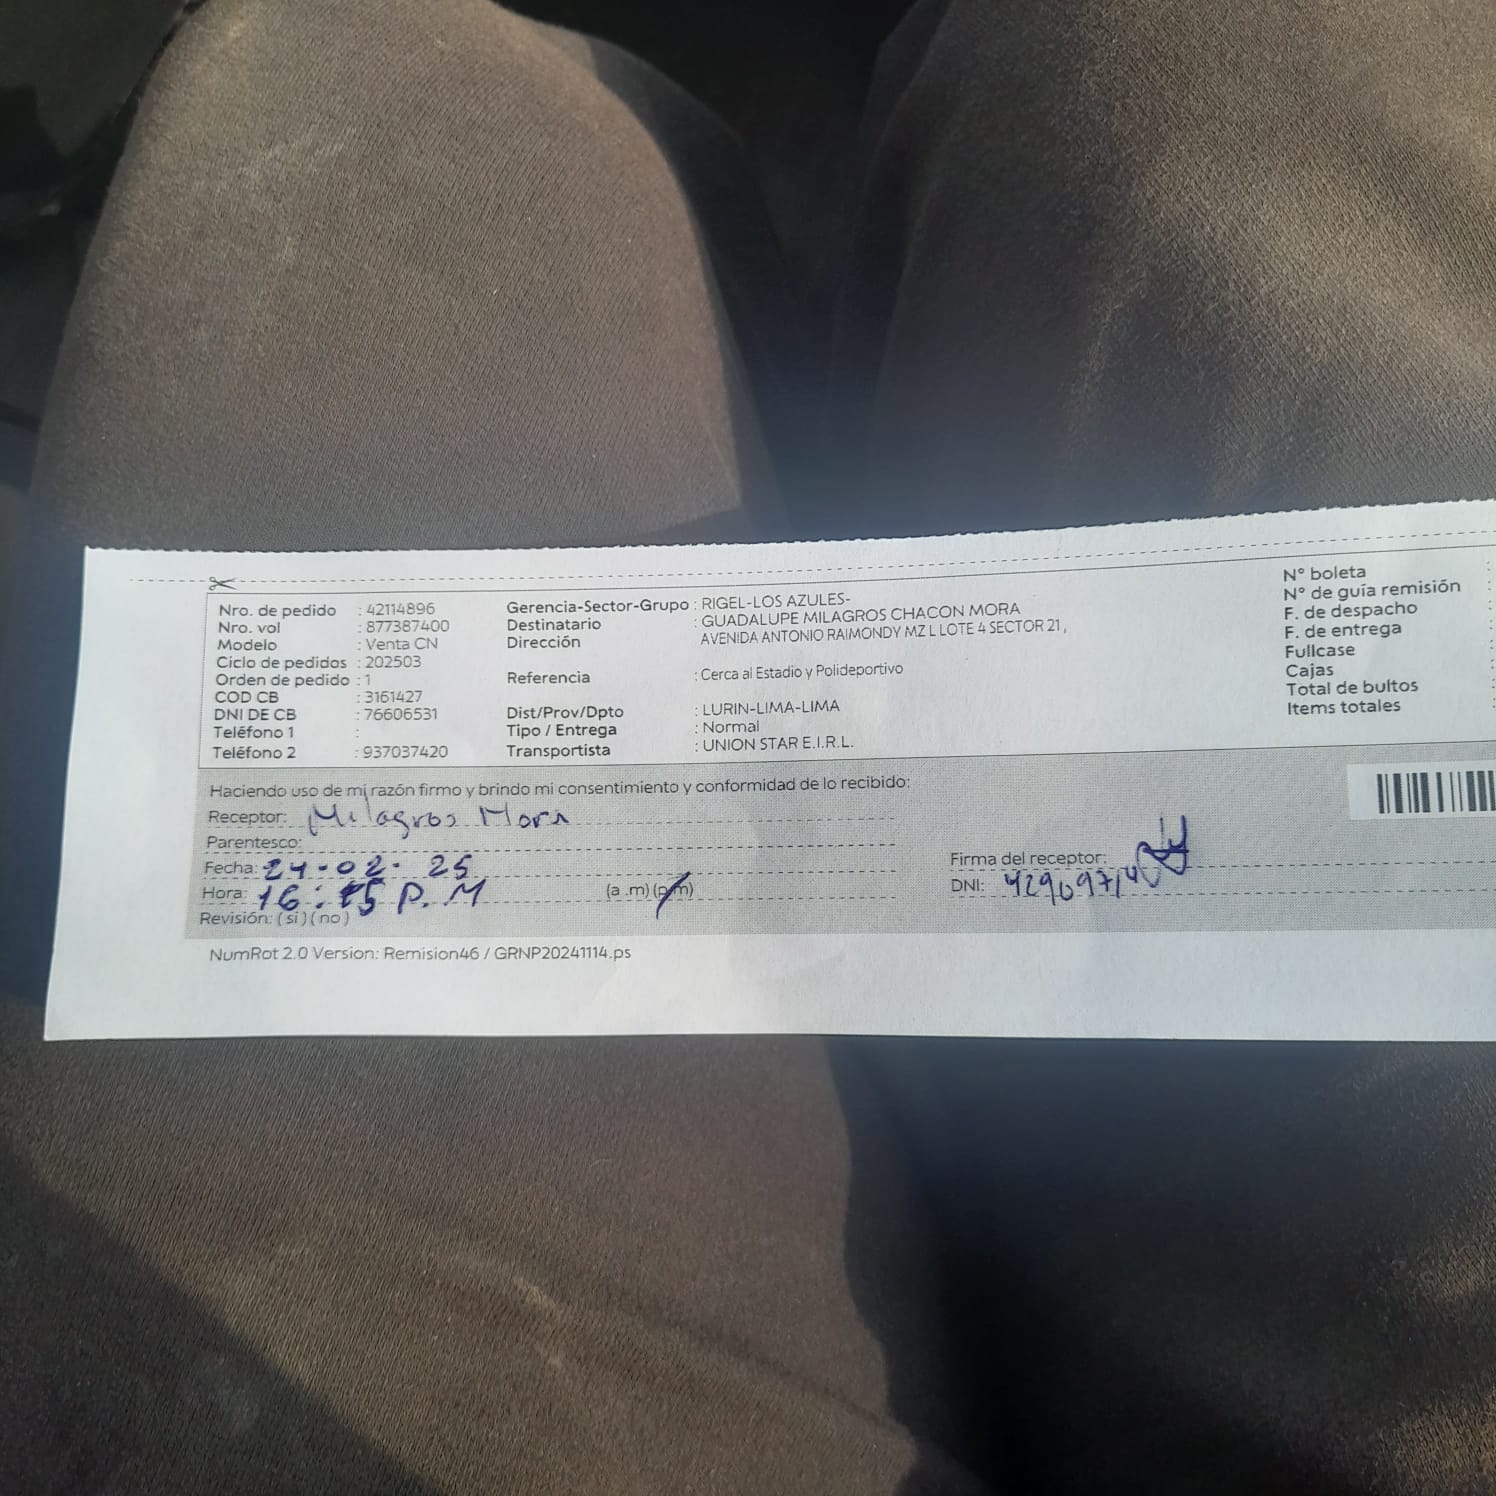 Nro. de pedido : 42114896
Nro. vol : 877387400
Modelo : Venta CN
Ciclo de pedidos : 202503
Orden de pedido : 1
COD CB : 3161427
DNI DE CB : 76606531
Teléfono 1 :
Teléfono 2 : 937037420
Gerencia-Sector-Grupo : RIGEL-LOS AZULES-
Destinatario : GUADALUPE MILAGROS CHACON MORA
Dirección AVENIDA ANTONIO RAIMONDY MZ L LOTE 4 SECTOR 21 ,
Referencia : Cerca al Estadio y Polideportivo
Dist/Prov/Dpto : LURIN-LIMA-LIMA
Tipo / Entrega : Normal
Transportista : UNION STAR E.I.R.L.
N° boleta :
N° de guía remisión :
F. de despacho :
F. de entrega :
Fullcase :
Cajas :
Total de bultos :
Items totales :
Haciendo uso de mi razón firmo y brindo mi consentimiento y conformidad de lo recibido:
Receptor: Milagros Mora
Parentesco:
Fecha: 24-02-25
Hora: 16:15 P.M (a .m) (p.m)
Revisión: ( si ) ( no )
Firma del receptor:
DNI:
NumRot 2.0 Version: Remision46 / GRNP20241114.ps